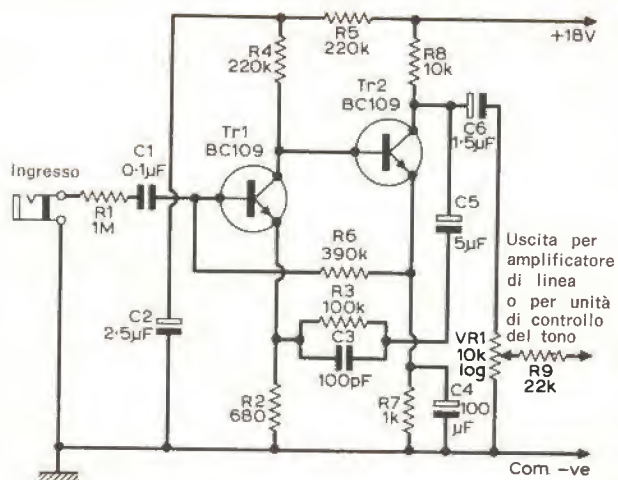 R5
220k
+18V
R4
220k
R8
10k
Tr2
BC109
Tr1
BC109
C6
1.5µF
Ingresso
C1
0.1µF
R1
1M
C5
5µF
R6
390k
Uscita per
amplificatore
di linea
o per unità
di controllo
del tono
R3
100k
C3
100pF
C2
2.5µF
VR1
10k
log
R9
22k
R2
680
R7
1k
C4
100
µF
Com. -ve